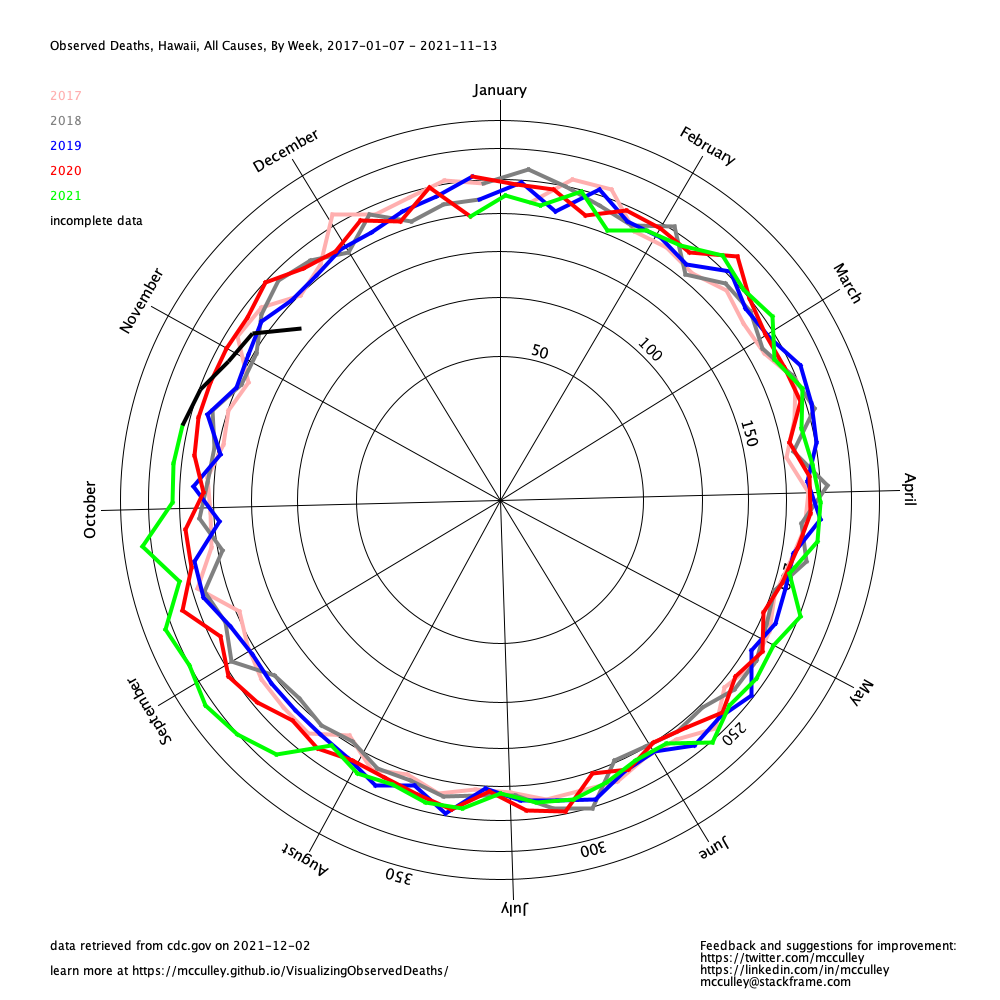 Observed Deaths, Hawaii, All Causes, By Week, 2017-01-07 - 2021-11-13
2017
2018
2019
2020
2021
incomplete data
January
February
March
April
May
June
July
August
September
October
November
December
50
100
150
250
300
350
data retrieved from cdc.gov on 2021-12-02
learn more at https://mcculley.github.io/VisualizingObservedDeaths/
Feedback and suggestions for improvement:
https://twitter.com/mcculley
https://linkedin.com/in/mcculley
mcculley@stackframe.com